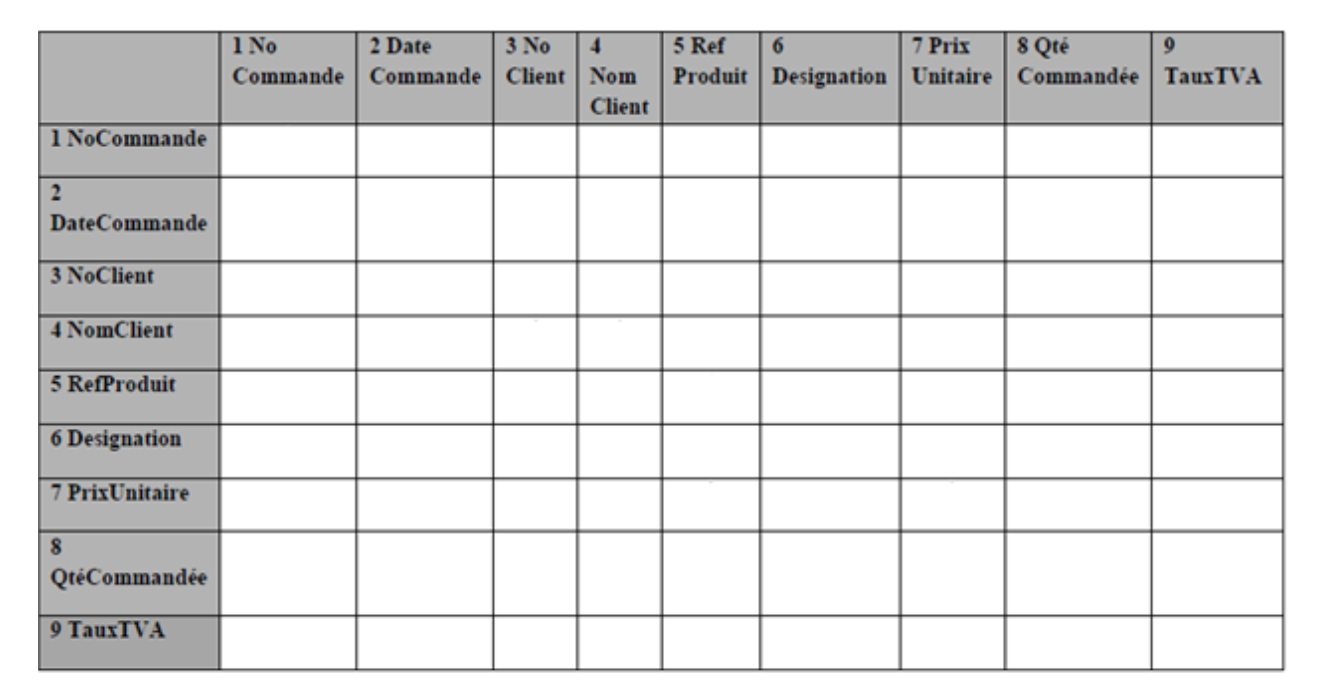 1 No 2 Date 3 No 4 5 Ref 6 7 Prix 8 Qté 9
Commande Commande Client Nom Produit Designation Unitaire Commandée TauxTVA
Client
1 NoCommande
2
DateCommande
3 NoClient
4 NomClient
5 RefProduit
6 Designation
7 PrixUnitaire
8
QtéCommandée
9 TauxTVA